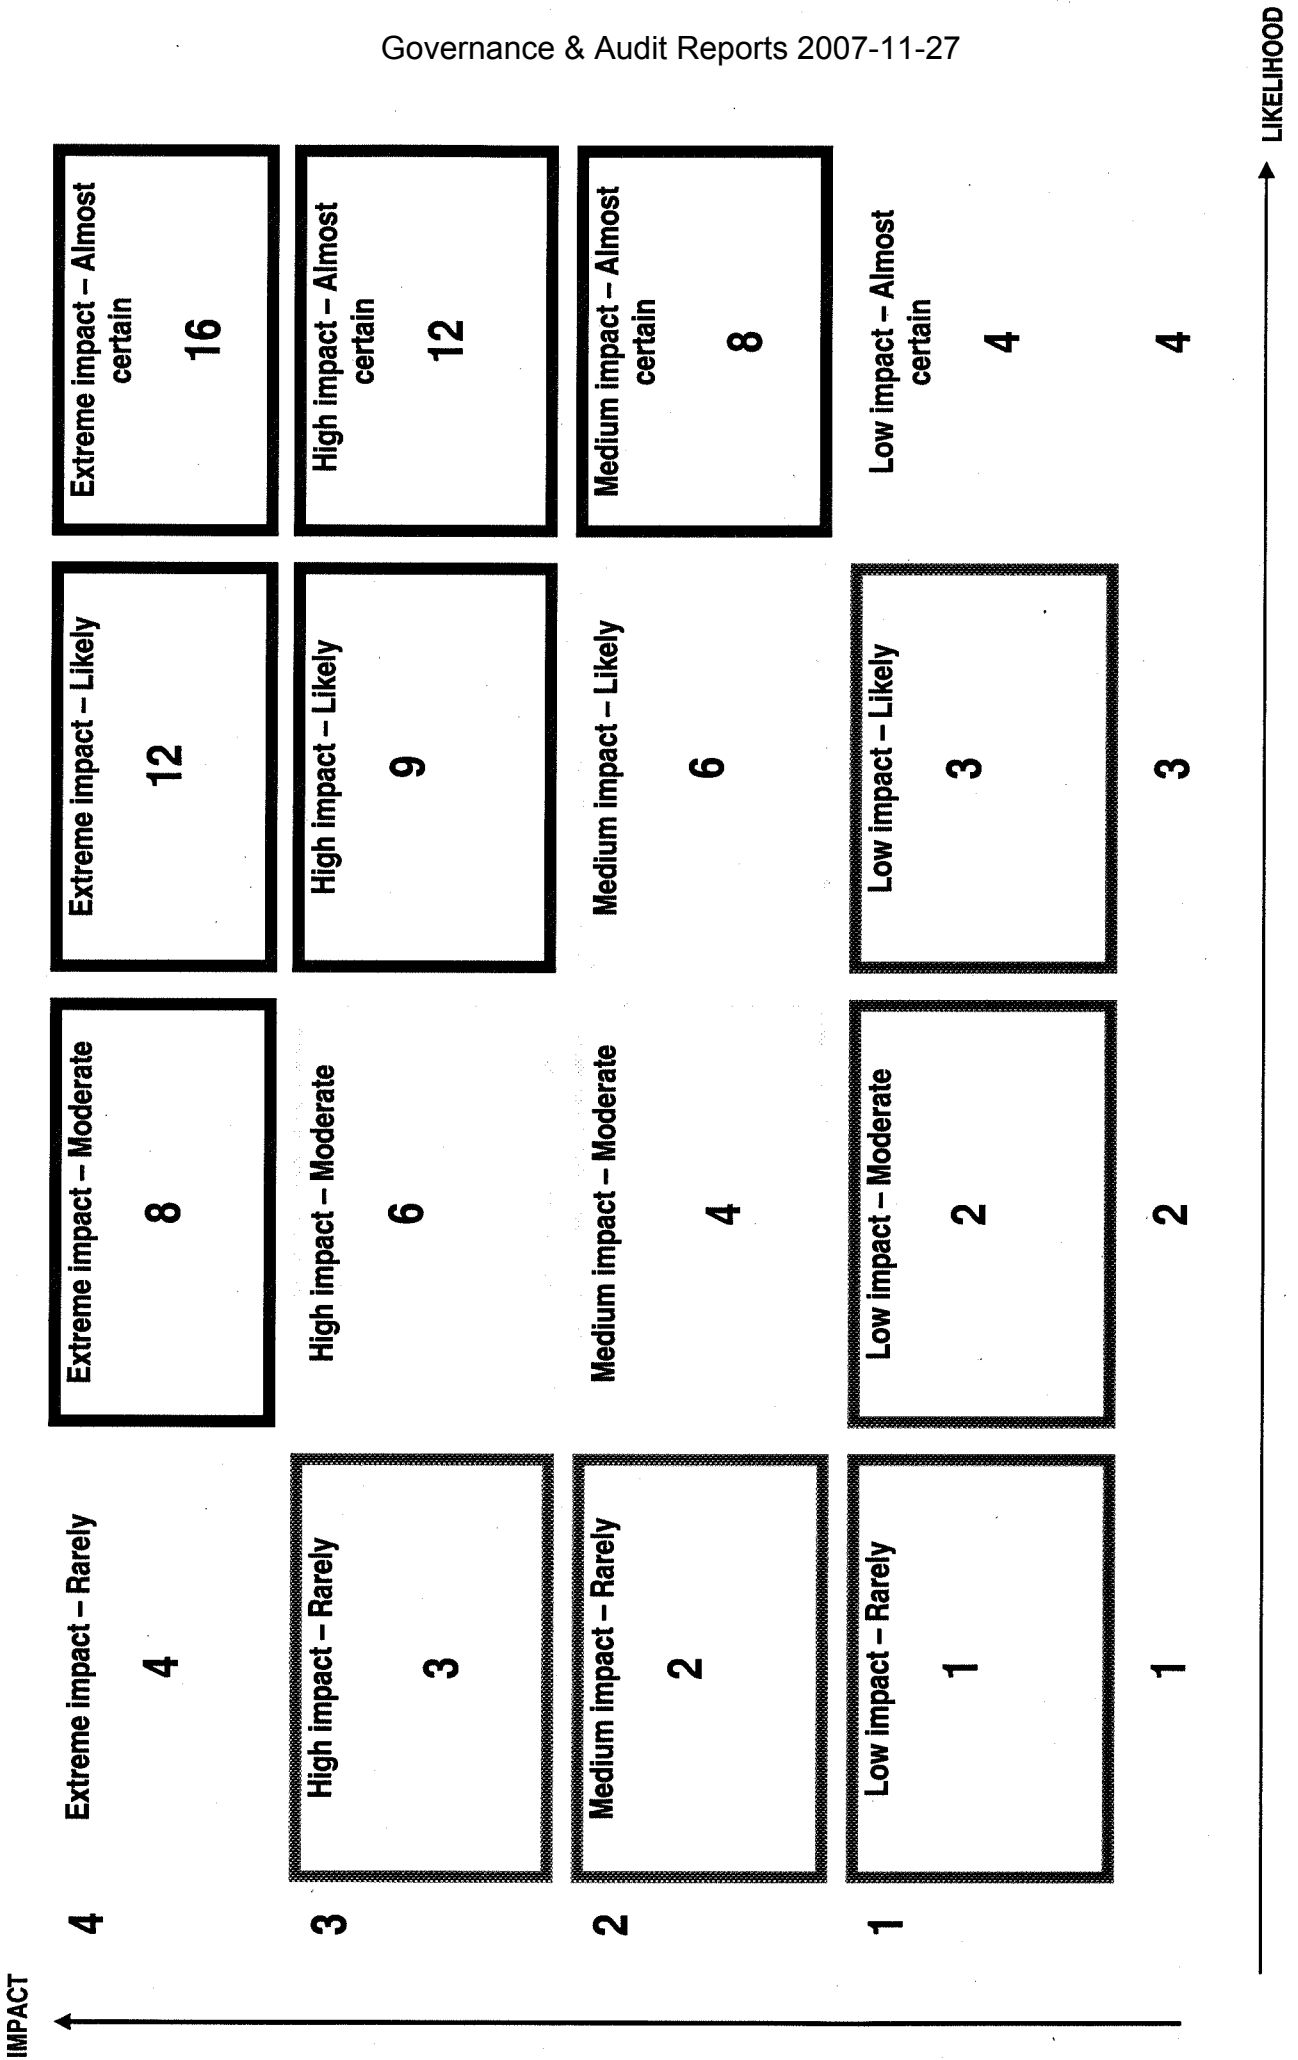 Governance & Audit Reports 2007-11-27
IMPACT
4
Extreme impact – Rarely
4
Extreme impact – Moderate
8
Extreme impact – Likely
12
Extreme impact – Almost
certain
16
3
High impact – Rarely
3
High impact – Moderate
6
High impact – Likely
9
High impact – Almost
certain
12
2
Medium impact – Rarely
2
Medium impact – Moderate
4
Medium impact – Likely
6
Medium impact – Almost
certain
8
1
Low impact – Rarely
1
Low impact – Moderate
2
Low impact – Likely
3
Low impact – Almost
certain
4
1
2
3
4
LIKELIHOOD